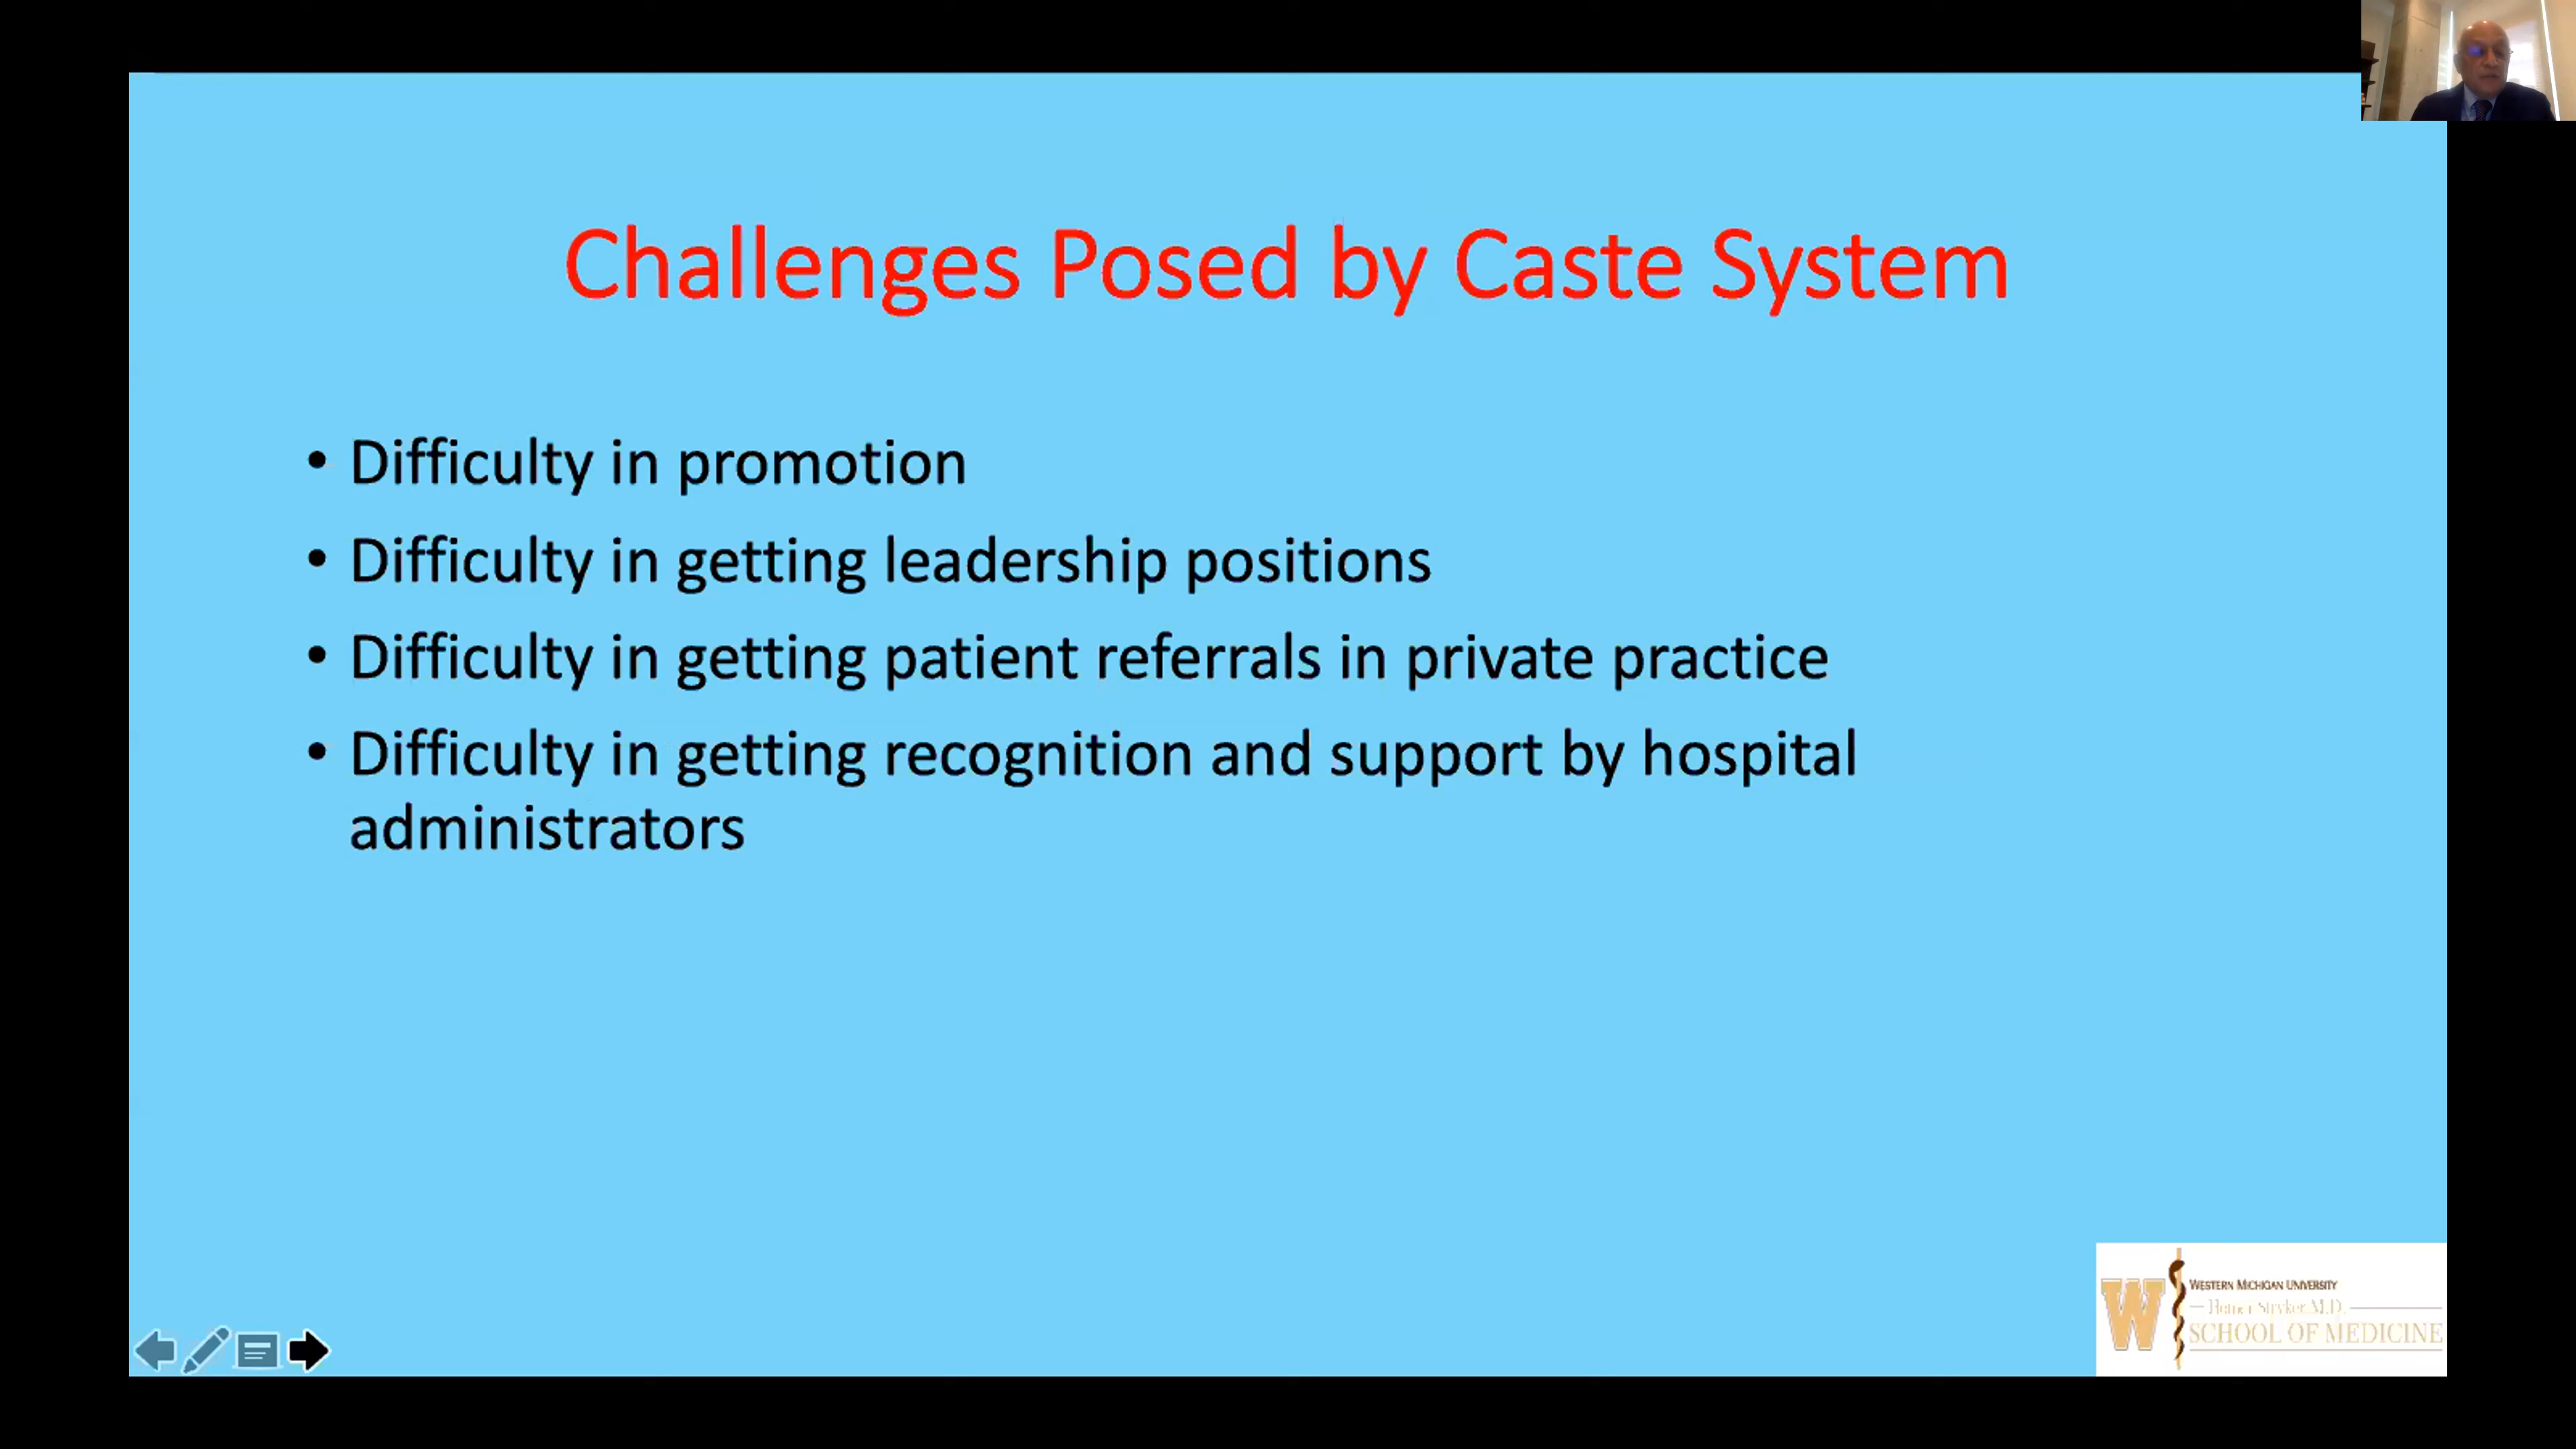 Challenges Posed by Caste System
• Difficulty in promotion
• Difficulty in getting leadership positions
• Difficulty in getting patient referrals in private practice
• Difficulty in getting recognition and support by hospital
administrators
W
WESTERN MICHIGAN UNIVERSITY
Homer Stryker M.D.
SCHOOL OF MEDICINE